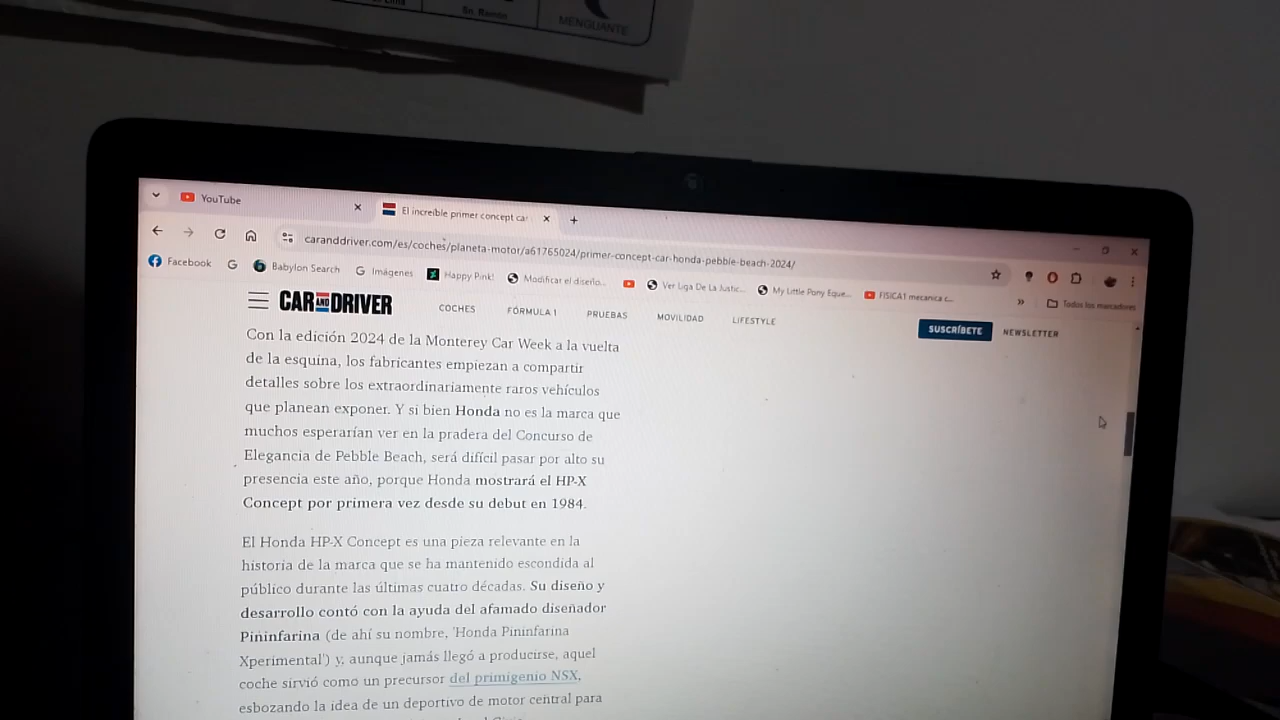 Sn. Ramón
MENGUANTE
YouTube
El increíble primer concept ca
caranddriver.com/es/coches/planeta-motor/a61765024/primer-concept-car-honda-pebble-beach-2024/
Facebook
Babylon Search
Imágenes
Happy Pink!
Modificar el diseño...
Ver Liga De La Justic...
My Little Pony Eque...
FISICA1 mecanica c...
»
Todos los marcadores
CAR AND DRIVER
COCHES
FÓRMULA 1
PRUEBAS
MOVILIDAD
LIFESTYLE
SUSCRÍBETE
NEWSLETTER
Con la edición 2024 de la Monterey Car Week a la vuelta
de la esquina, los fabricantes empiezan a compartir
detalles sobre los extraordinariamente raros vehículos
que planean exponer. Y si bien Honda no es la marca que
muchos esperarían ver en la pradera del Concurso de
Elegancia de Pebble Beach, será difícil pasar por alto su
presencia este año, porque Honda mostrará el HP-X
Concept por primera vez desde su debut en 1984.
El Honda HP-X Concept es una pieza relevante en la
historia de la marca que se ha mantenido escondida al
público durante las últimas cuatro décadas. Su diseño y
desarrollo contó con la ayuda del afamado diseñador
Pininfarina (de ahí su nombre, 'Honda Pininfarina
Xperimental') y, aunque jamás llegó a producirse, aquel
coche sirvió como un precursor del primigenio NSX,
esbozando la idea de un deportivo de motor central para